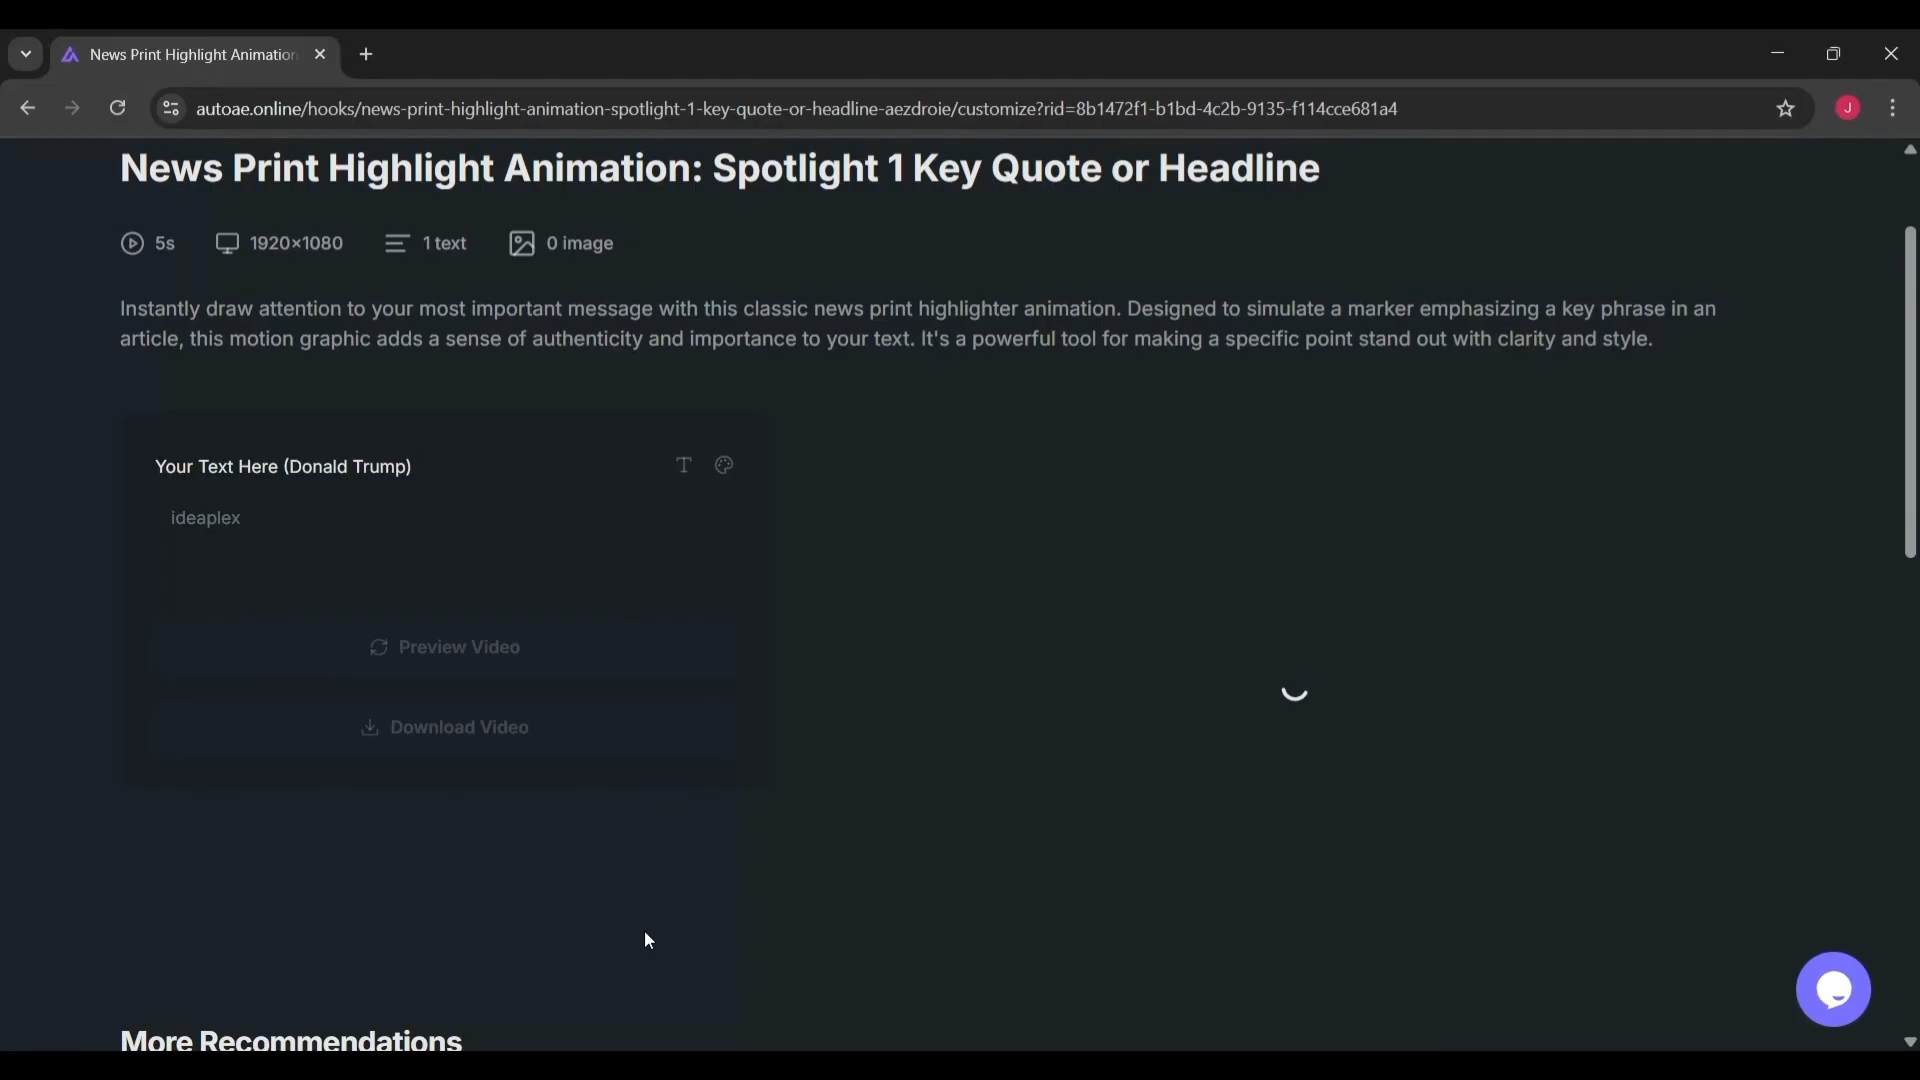 News Print Highlight Animation
autoae.online/hooks/news-print-highlight-animation-spotlight-1-key-quote-or-headline-aezdroie/customize?rid=8b1472f1-b1bd-4c2b-9135-f114cce681a4
J
News Print Highlight Animation: Spotlight 1 Key Quote or Headline
5s 1920×1080 1 text 0 image
Instantly draw attention to your most important message with this classic news print highlighter animation. Designed to simulate a marker emphasizing a key phrase in an
article, this motion graphic adds a sense of authenticity and importance to your text. It's a powerful tool for making a specific point stand out with clarity and style.
Your Text Here (Donald Trump)
ideaplex
Preview Video
Download Video
More Recommendations